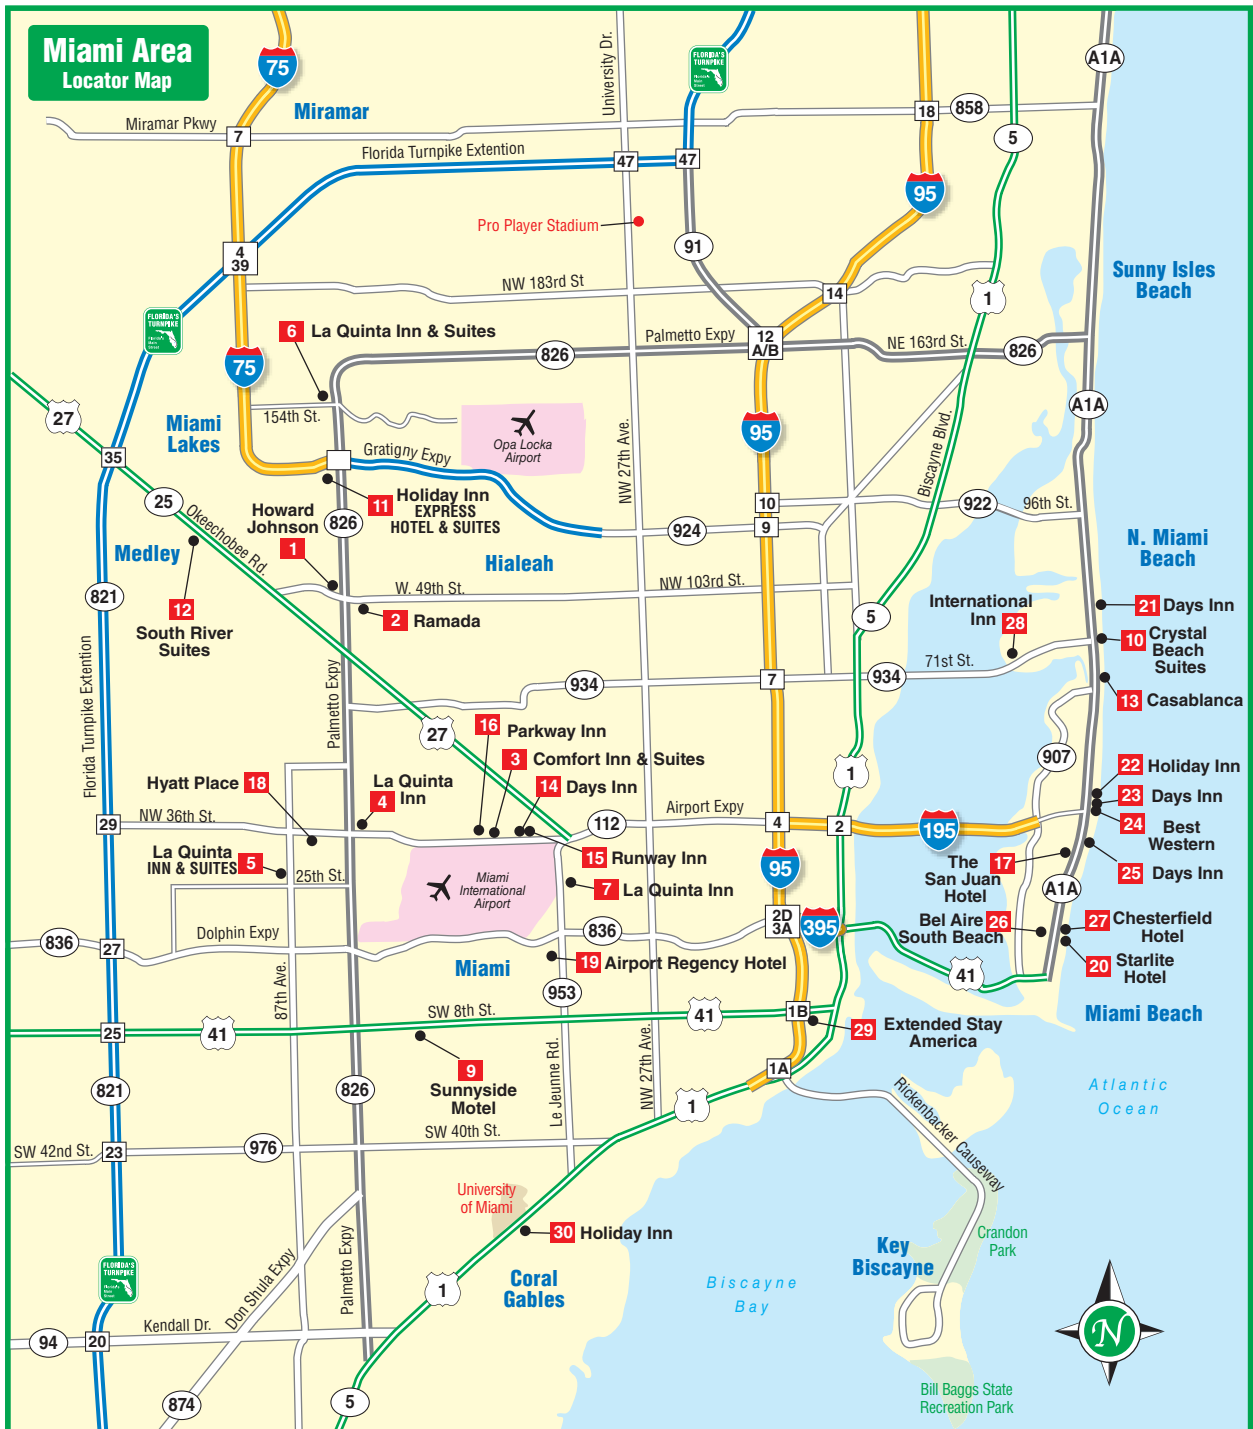 Miami Area
Locator Map
75
Miramar
Miramar Pkwy
7
University Dr.
FLORIDA'S
TURNPIKE
Florida's
Main
Street
18
858
A1A
5
Florida Turnpike Extention
47
47
95
Pro Player Stadium
91
4
39
NW 183rd St
14
1
Sunny Isles
Beach
FLORIDA'S
TURNPIKE
Florida's
Main
Street
6
La Quinta Inn & Suites
826
Palmetto Expy
12
A/B
NE 163rd St.
826
75
27
154th St.
Miami
Lakes
Opa Locka
Airport
NW 27th Ave.
95
A1A
Biscayne Blvd.
35
Gratigny Expy
25
Okeechobee Rd.
11
Holiday Inn
EXPRESS
HOTEL & SUITES
Howard
Johnson
1
826
10
9
924
922
96th St.
Medley
Hialeah
N. Miami
Beach
821
W. 49th St.
NW 103rd St.
12
South River
Suites
2
Ramada
5
International
Inn
28
21
Days Inn
10
Crystal
Beach
Suites
71st St.
934
7
934
13
Casablanca
Florida Turnpike Extention
Palmetto Expy
27
16
Parkway Inn
3
Comfort Inn & Suites
14
Days Inn
907
1
22
Holiday Inn
23
Days Inn
24
Best
Western
Hyatt Place
18
La Quinta
Inn
4
29
NW 36th St.
112
Airport Expy
4
2
195
La Quinta
INN & SUITES
5
25th St.
15
Runway Inn
95
The
San Juan
Hotel
17
25
Days Inn
Miami
International
Airport
7
La Quinta Inn
A1A
836
27
Dolphin Expy
836
2D
3A
395
Bel Aire
South Beach
26
27
Chesterfield
Hotel
Miami
19
Airport Regency Hotel
41
20
Starlite
Hotel
87th Ave.
953
25
41
SW 8th St.
41
1B
29
Extended Stay
America
Miami Beach
821
826
9
Sunnyside
Motel
Le Jeunne Rd.
NW 27th Ave.
1A
1
Rickenbacker Causeway
Atlantic
Ocean
SW 42nd St.
23
976
SW 40th St.
University
of Miami
30
Holiday Inn
Crandon
Park
Key
Biscayne
FLORIDA'S
TURNPIKE
Florida's
Main
Street
Don Shula Expy
Palmetto Expy
1
Coral
Gables
Biscayne
Bay
N
94
20
Kendall Dr.
874
5
Bill Baggs State
Recreation Park